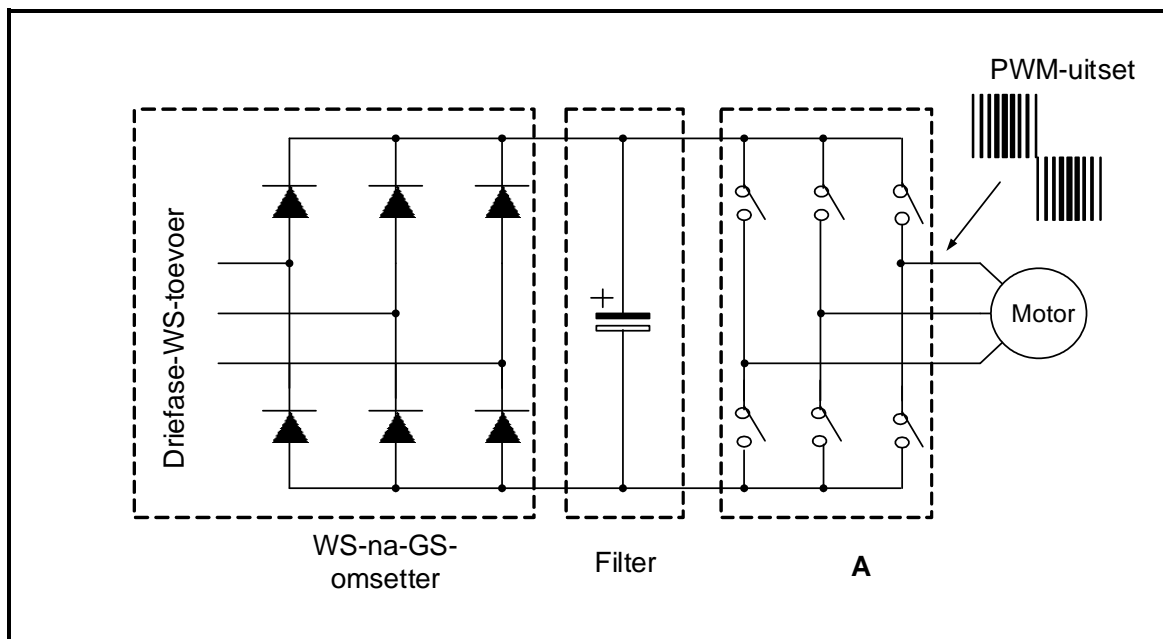 PWM-uitset
Driefase-WS-toevoer
+
Motor
WS-na-GS-
omsetter
Filter
A